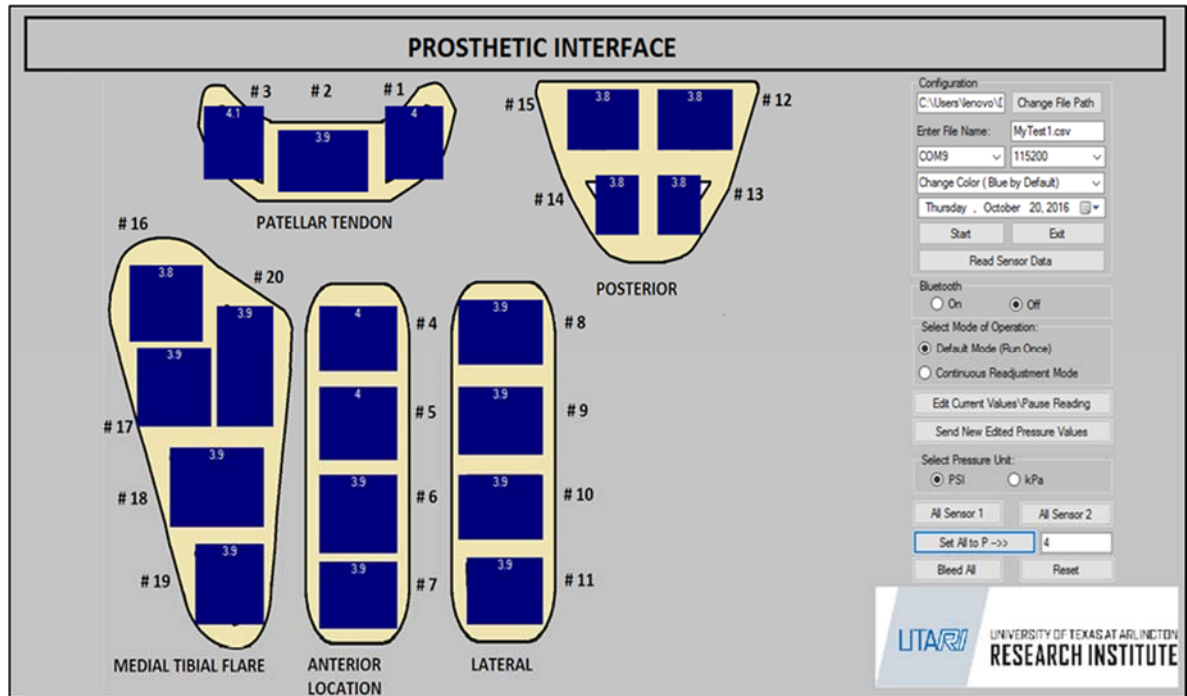 PROSTHETIC INTERFACE
# 3
# 2
# 1
4.1
3.9
4
PATELLAR TENDON
# 15
3.8
3.8
# 12
# 14
3.8
3.8
# 13
POSTERIOR
# 16
3.8
# 20
3.9
3.9
# 17
3.9
# 18
3.9
# 19
MEDIAL TIBIAL FLARE
4
# 4
4
# 5
3.9
# 6
3.9
# 7
ANTERIOR
LOCATION
3.9
# 8
3.9
# 9
3.9
# 10
3.9
# 11
LATERAL
Configuration
C:\Users\lenovo\D
Change File Path
Enter File Name:
MyTest1.csv
COM9
115200
Change Color ( Blue by Default)
Thursday , October 20, 2016
Start
Exit
Read Sensor Data
Bluetooth
On
Off
Select Mode of Operation:
Default Mode (Run Once)
Continuous Readjustment Mode
Edit Current Values\Pause Reading
Send New Edited Pressure Values
Select Pressure Unit:
PSI
kPa
All Sensor 1
All Sensor 2
Set All to P -->>
4
Bleed All
Reset
UTARI
UNIVERSITY OF TEXAS AT ARLINGTON
RESEARCH INSTITUTE